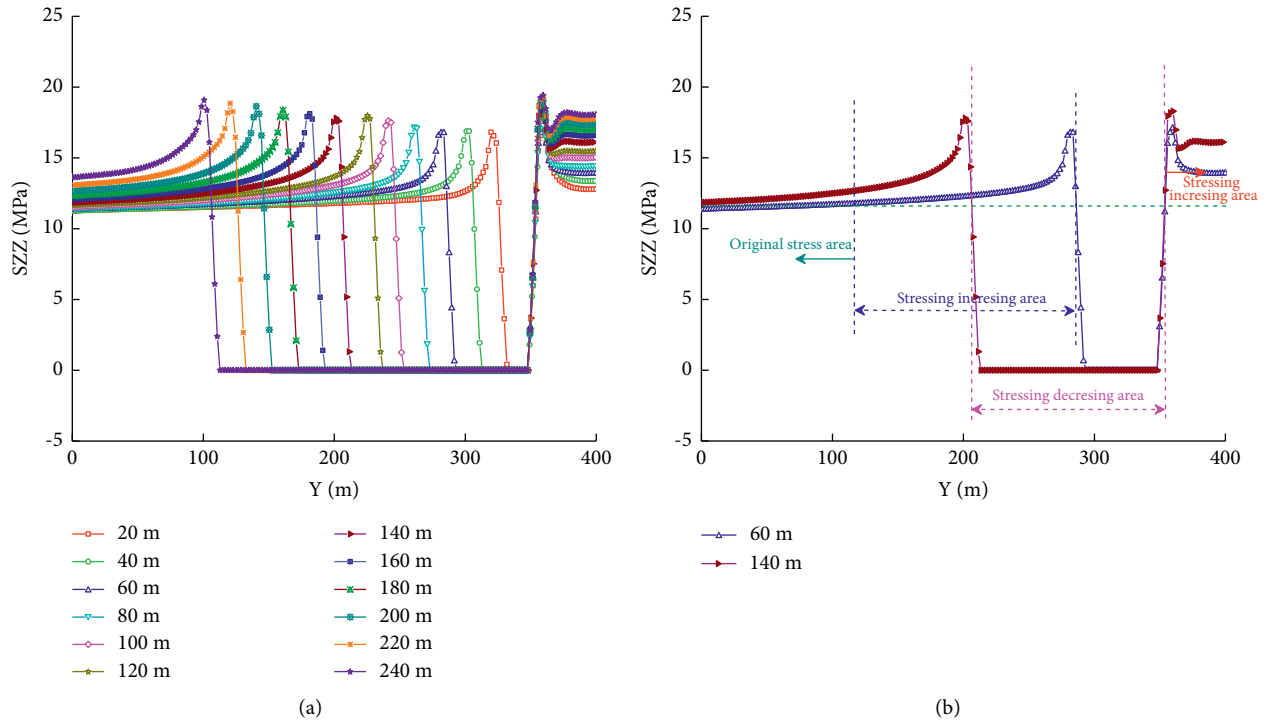 25
20
15
10
5
0
-5
SZZ (MPa)
0
100
200
300
400
Y (m)
20 m
40 m
60 m
80 m
100 m
120 m
140 m
160 m
180 m
200 m
220 m
240 m
(a)
25
20
15
10
5
0
-5
SZZ (MPa)
Original stress area
Stressing incresing area
Stressing
incresing area
Stressing decresing area
0
100
200
300
400
Y (m)
60 m
140 m
(b)